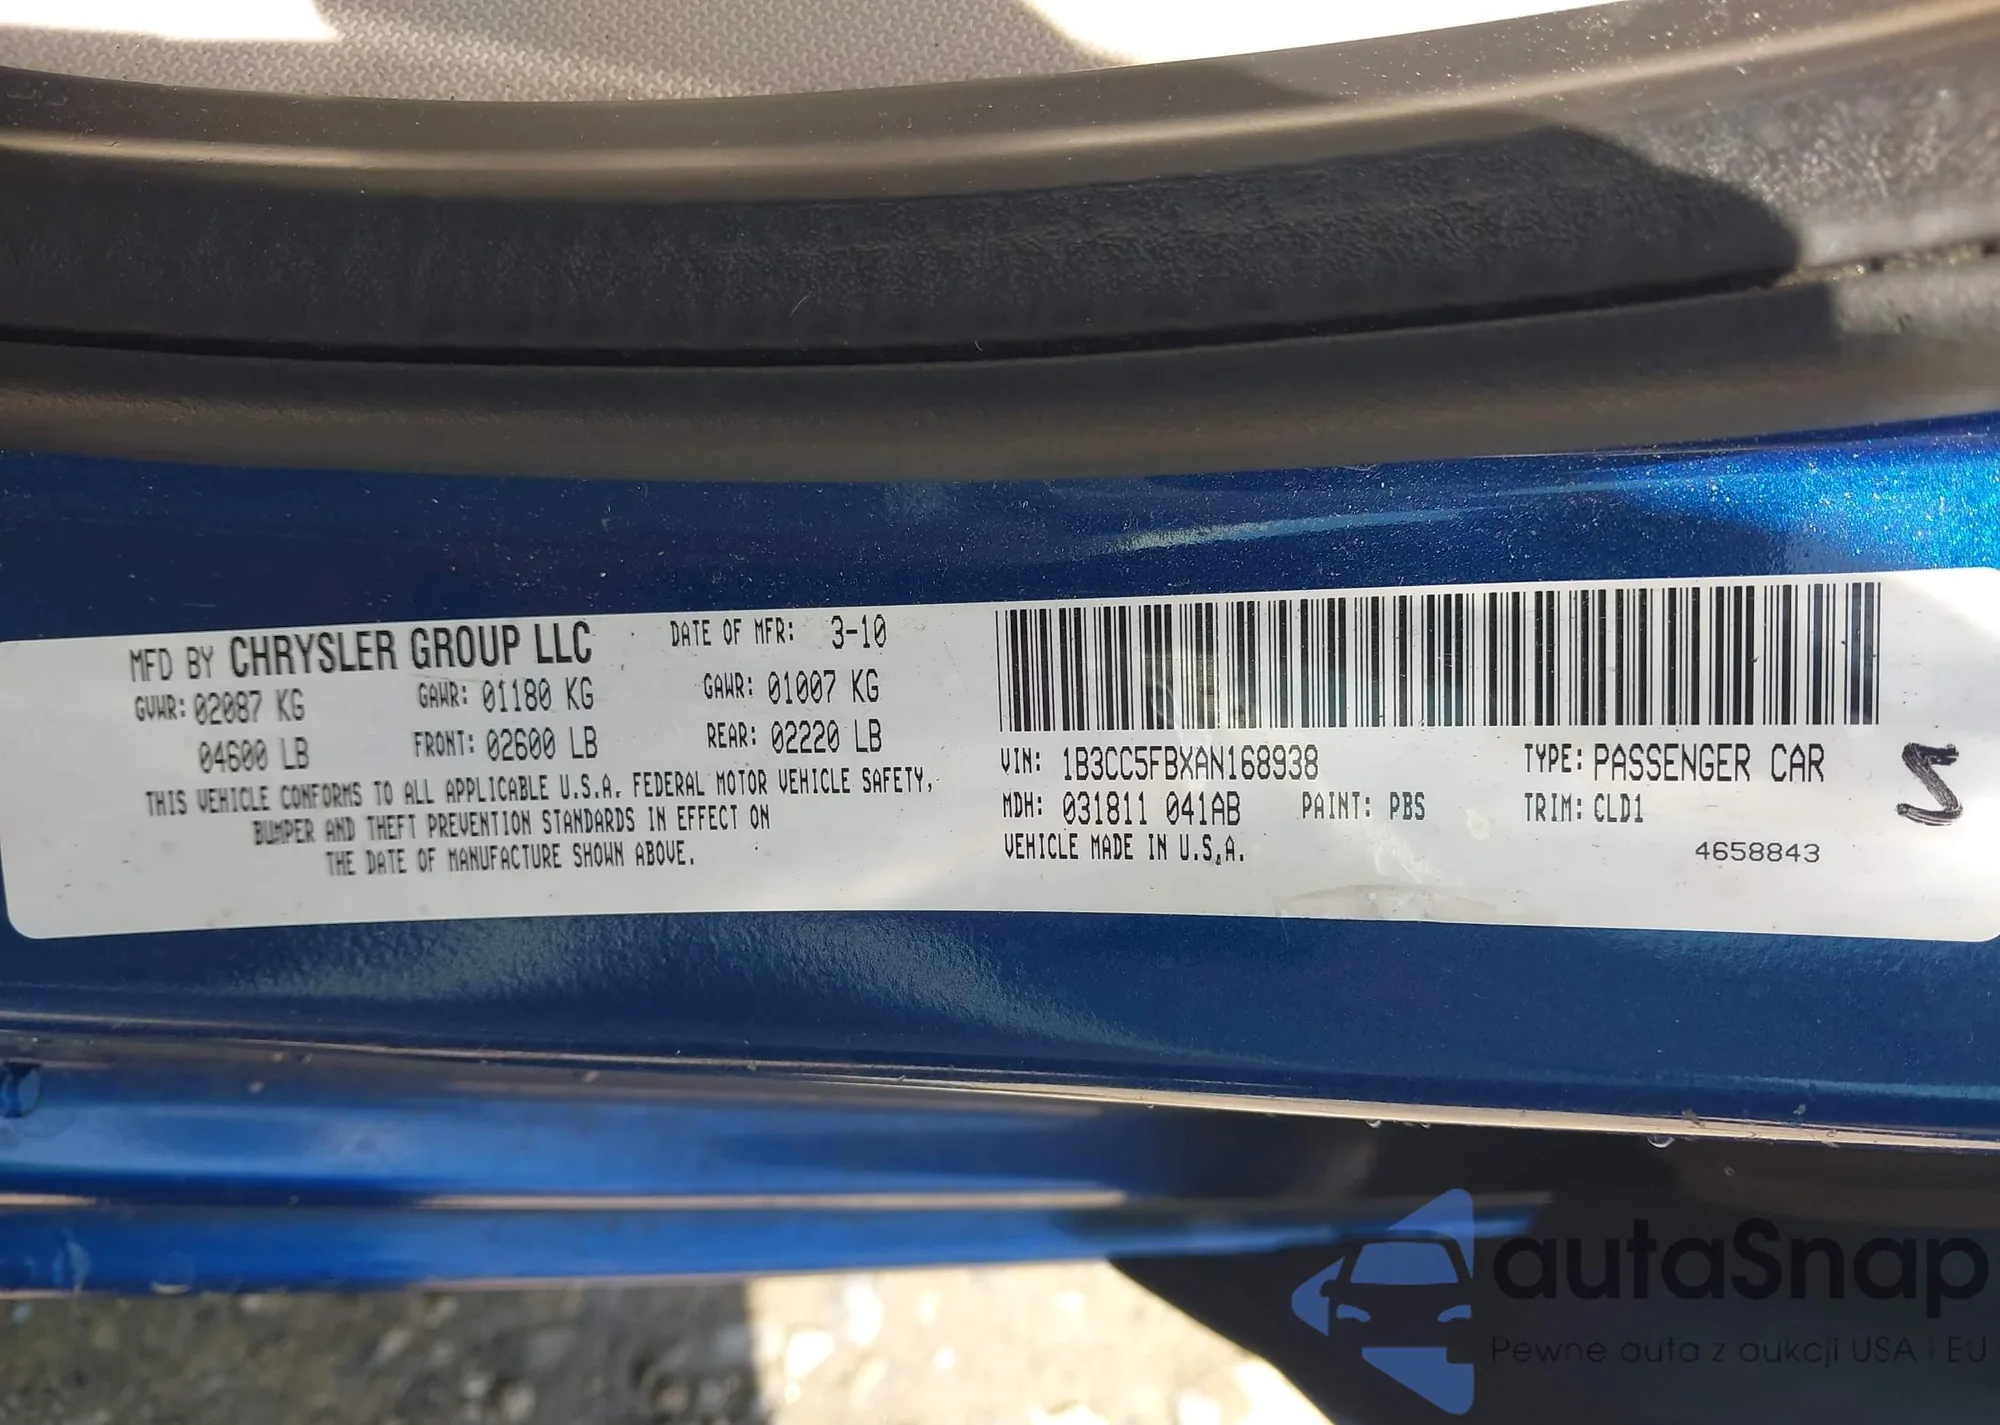 MFD BY CHRYSLER GROUP LLC DATE OF MFR: 3-10
GVWR: 02087 KG GAWR: 01180 KG GAWR: 01007 KG
04600 LB FRONT: 02600 LB REAR: 02220 LB
THIS VEHICLE CONFORMS TO ALL APPLICABLE U.S.A. FEDERAL MOTOR VEHICLE SAFETY,
BUMPER AND THEFT PREVENTION STANDARDS IN EFFECT ON
THE DATE OF MANUFACTURE SHOWN ABOVE.
VIN: 1B3CC5FBXAN168938 TYPE: PASSENGER CAR
MDH: 031811 041AB PAINT: PBS TRIM: CLD1
VEHICLE MADE IN U.S.A.
4658843
5
autaSnap
Pewne auta z aukcji USA i EU